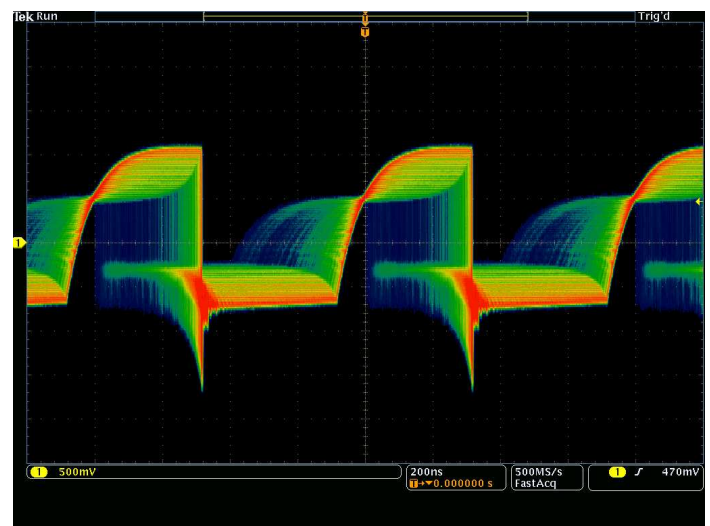 Tek Run Trig'd
T
T
1
1 500mV 200ns 500MS/s 1 470mV
T→▼0.000000 s FastAcq